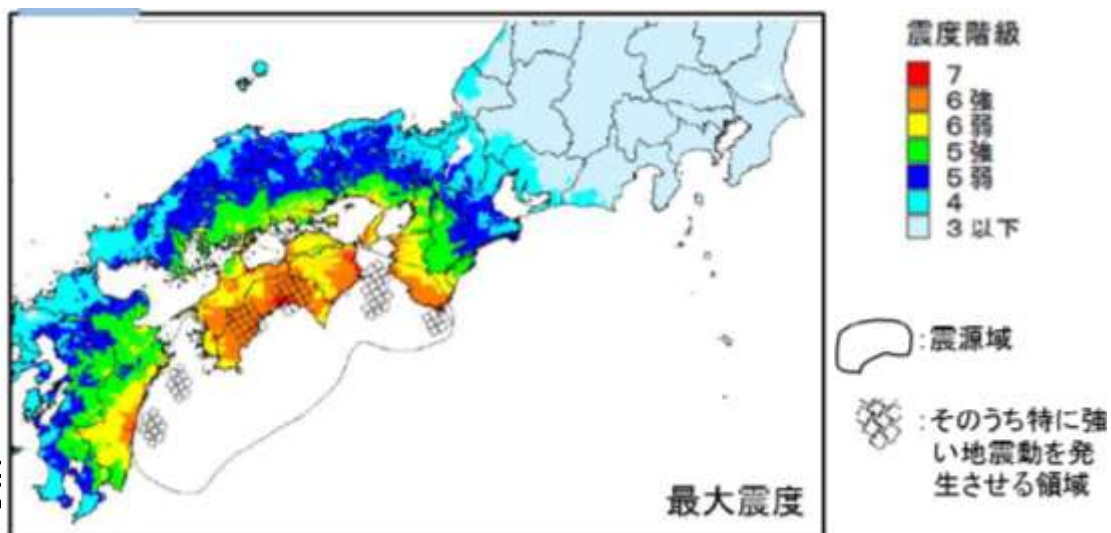 震度階級
7
6強
6弱
5強
5弱
4
3以下
:震源域
:そのうち特に強
い地震動を発
生させる領域
最大震度